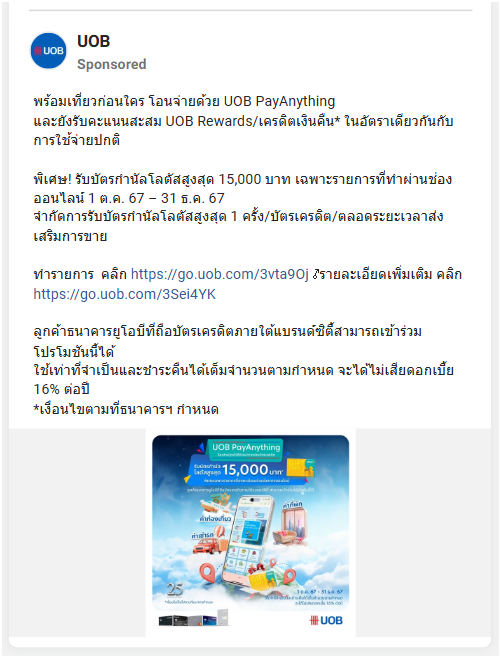 UOB
UOB
Sponsored
พร้อมเที่ยวก่อนใคร โอนจ่ายด้วย UOB PayAnything
และยังรับคะแนนสะสม UOB Rewards/เครดิตเงินคืน* ในอัตราเดียวกันกับ
การใช้จ่ายปกติ
พิเศษ! รับบัตรกำนัลโลตัสสูงสุด 15,000 บาท เฉพาะรายการที่ทำผ่านช่อง
ออนไลน์ 1 ต.ค. 67 – 31 ธ.ค. 67
จำกัดการรับบัตรกำนัลโลตัสสูงสุด 1 ครั้ง/บัตรเครดิต/ตลอดระยะเวลาส่ง
เสริมการขาย
ทำรายการ คลิก https://go.uob.com/3vta9Oj รายละเอียดเพิ่มเติม คลิก
https://go.uob.com/3Sei4YK
ลูกค้าธนาคารยูโอบีที่ถือบัตรเครดิตภายใต้แบรนด์ซิตี้สามารถเข้าร่วม
โปรโมชันนี้ได้
ใช้เท่าที่จำเป็นและชำระคืนได้เต็มจำนวนตามกำหนด จะได้ไม่เสียดอกเบี้ย
16% ต่อปี
*เงื่อนไขตามที่ธนาคารฯ กำหนด
UOB PayAnything
รับบัตรกำนัล
โลตัสสูงสุด 15,000 บาท*
ค่าท่องเที่ยว
ค่าที่พัก
ค่าเช่ารถ
25
1 ต.ค. 67 - 31 ธ.ค. 67
UOB